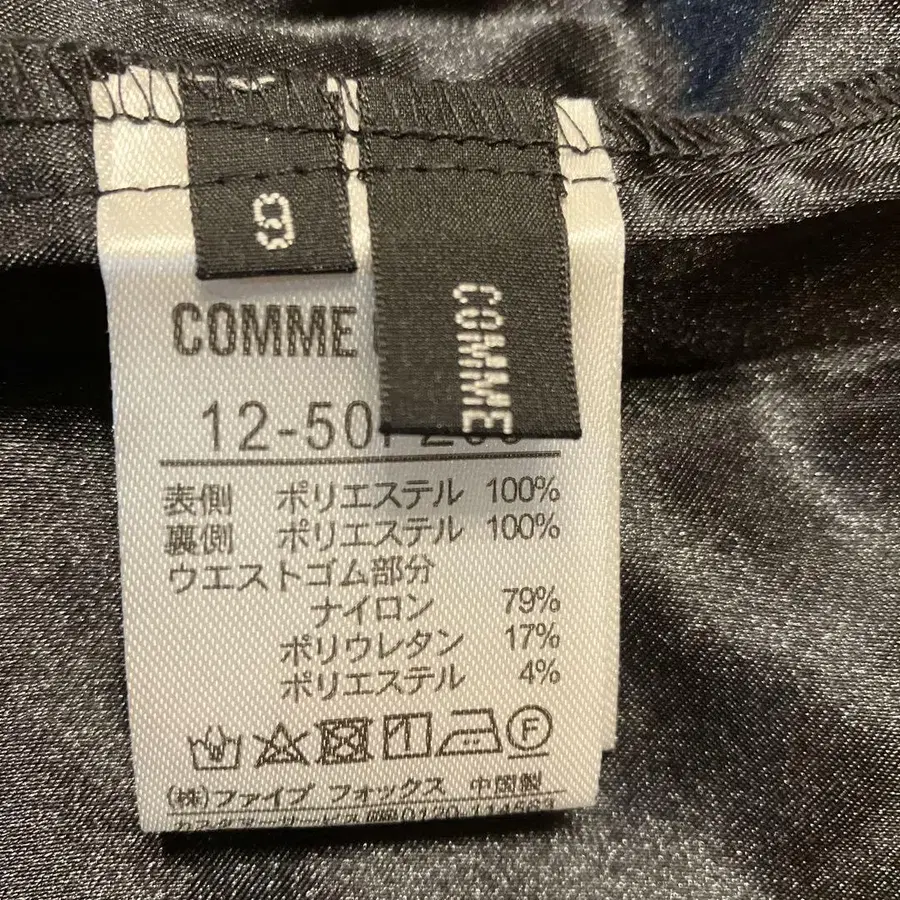 9
COMME
COMME
12-50
表側 ポリエステル 100%
裏側 ポリエステル 100%
ウエストゴム部分
ナイロン 79%
ポリウレタン 17%
ポリエステル 4%
F
(株)ファイブ フォックス 中国製